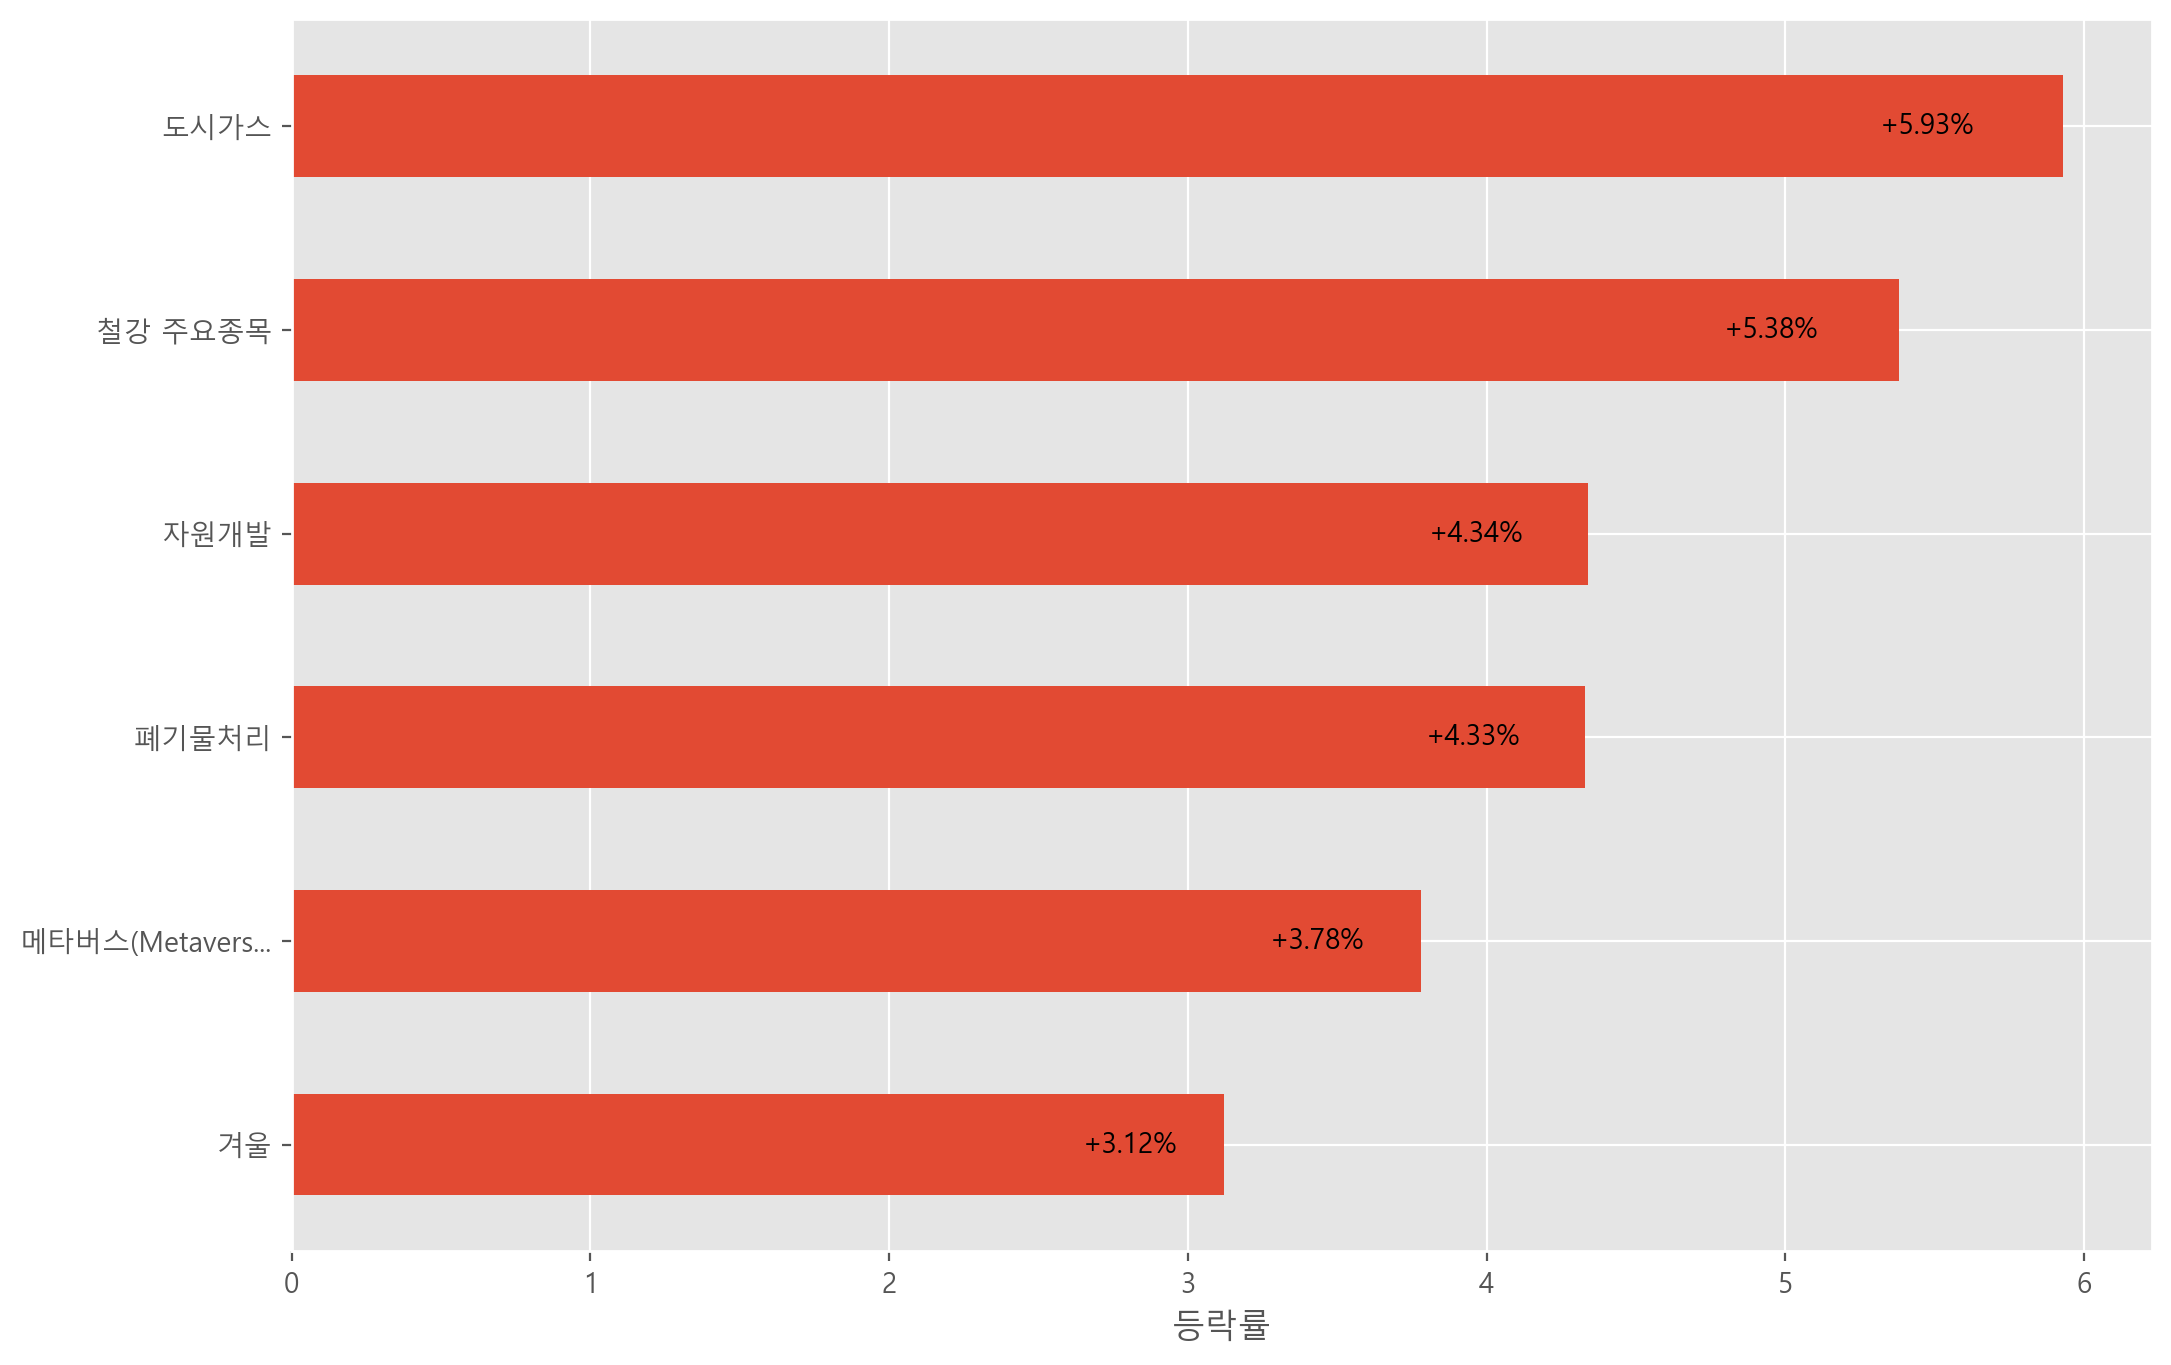 도시가스
+5.93%
철강 주요종목
+5.38%
자원개발
+4.34%
폐기물처리
+4.33%
메타버스(Metavers...
+3.78%
겨울
+3.12%
0 1 2 3 4 5 6
등락률